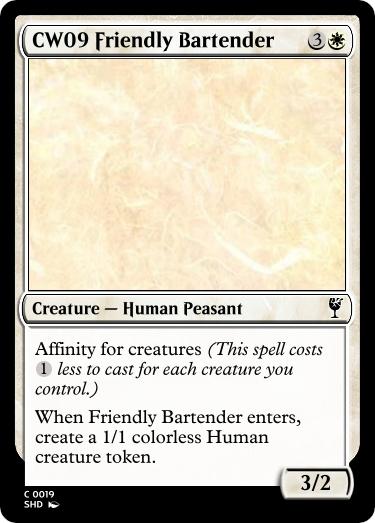 CW09 Friendly Bartender 3
Creature — Human Peasant
Affinity for creatures (This spell costs
1 less to cast for each creature you
control.)
When Friendly Bartender enters,
create a 1/1 colorless Human
creature token.
3/2
C 0019
SHD